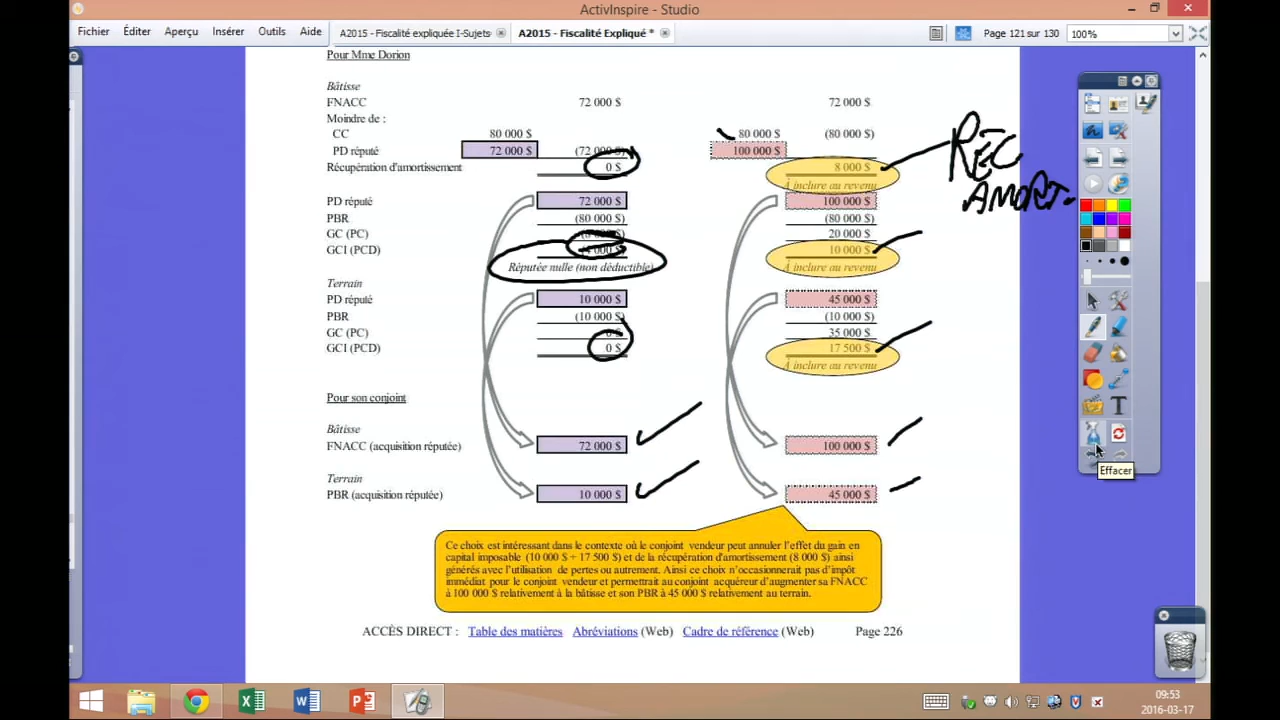 ActivInspire - Studio
Fichier Éditer Aperçu Insérer Outils Aide A2015 - Fiscalité expliquée I-Sujets A2015 - Fiscalité Expliqué * Page 121 sur 130 100%
Pour Mme Dorion
Bâtisse
FNACC 72 000 $ 72 000 $
Moindre de :
CC 80 000 $ 80 000 $ (80 000 $)
PD réputé 72 000 $ (72 000 $) 100 000 $
Récupération d'amortissement 0 $ 8 000 $
À inclure au revenu
REC
AMORT.
PD réputé 72 000 $ 100 000 $
PBR (80 000 $) (80 000 $)
GC (PC) 20 000 $
GCI (PCD) 10 000 $
Réputée nulle (non déductible) À inclure au revenu
Terrain
PD réputé 10 000 $ 45 000 $
PBR (10 000 $) (10 000 $)
GC (PC) 0 $ 35 000 $
GCI (PCD) 0 $ 17 500 $
À inclure au revenu
Pour son conjoint
Bâtisse
FNACC (acquisition réputée) 72 000 $ 100 000 $
Terrain
PBR (acquisition réputée) 10 000 $ 45 000 $
Effacer
Ce choix est intéressant dans le contexte où le conjoint vendeur peut annuler l'effet du gain en
capital imposable (10 000 $ + 17 500 $) et de la récupération d'amortissement (8 000 $) ainsi
générés avec l'utilisation de pertes ou autrement. Ainsi ce choix n'occasionnerait pas d'impôt
immédiat pour le conjoint vendeur et permettrait au conjoint acquéreur d'augmenter sa FNACC
à 100 000 $ relativement à la bâtisse et son PBR à 45 000 $ relativement au terrain.
ACCÈS DIRECT : Table des matières Abréviations (Web) Cadre de référence (Web) Page 226
09:53
2016-03-17